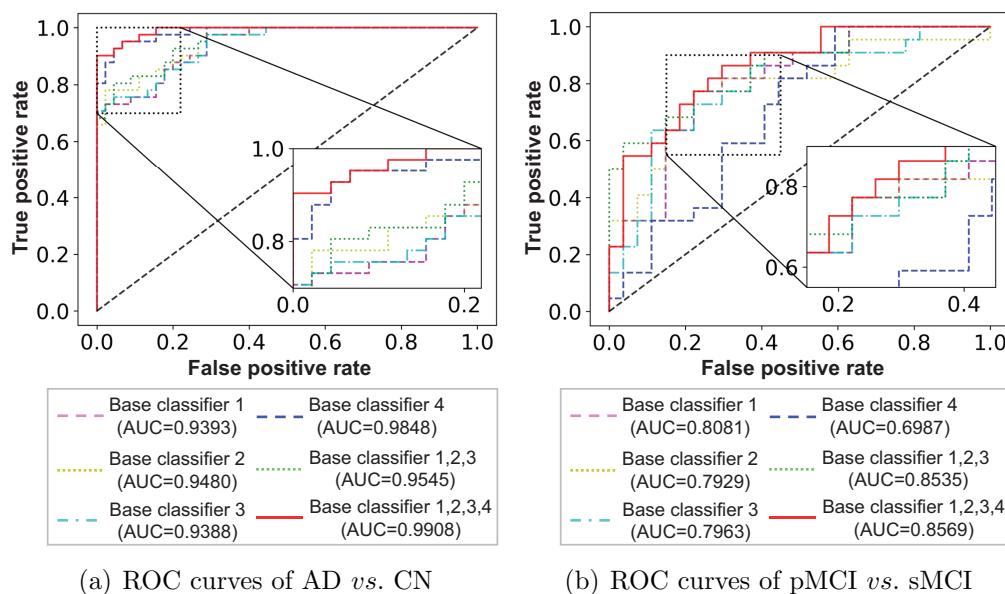 1.0
0.8
0.6
0.4
0.2
0.0
True positive rate
1.0
0.8
0.0
0.2
0.0
0.2
0.4
0.6
0.8
1.0
False positive rate
Base classifier 1
(AUC=0.9393)
Base classifier 4
(AUC=0.9848)
Base classifier 2
(AUC=0.9480)
Base classifier 1,2,3
(AUC=0.9545)
Base classifier 3
(AUC=0.9388)
Base classifier 1,2,3,4
(AUC=0.9908)
(a) ROC curves of AD vs. CN
1.0
0.8
0.6
0.4
0.2
0.0
True positive rate
0.8
0.6
0.2
0.4
0.0
0.2
0.4
0.6
0.8
1.0
False positive rate
Base classifier 1
(AUC=0.8081)
Base classifier 4
(AUC=0.6987)
Base classifier 2
(AUC=0.7929)
Base classifier 1,2,3
(AUC=0.8535)
Base classifier 3
(AUC=0.7963)
Base classifier 1,2,3,4
(AUC=0.8569)
(b) ROC curves of pMCI vs. sMCI